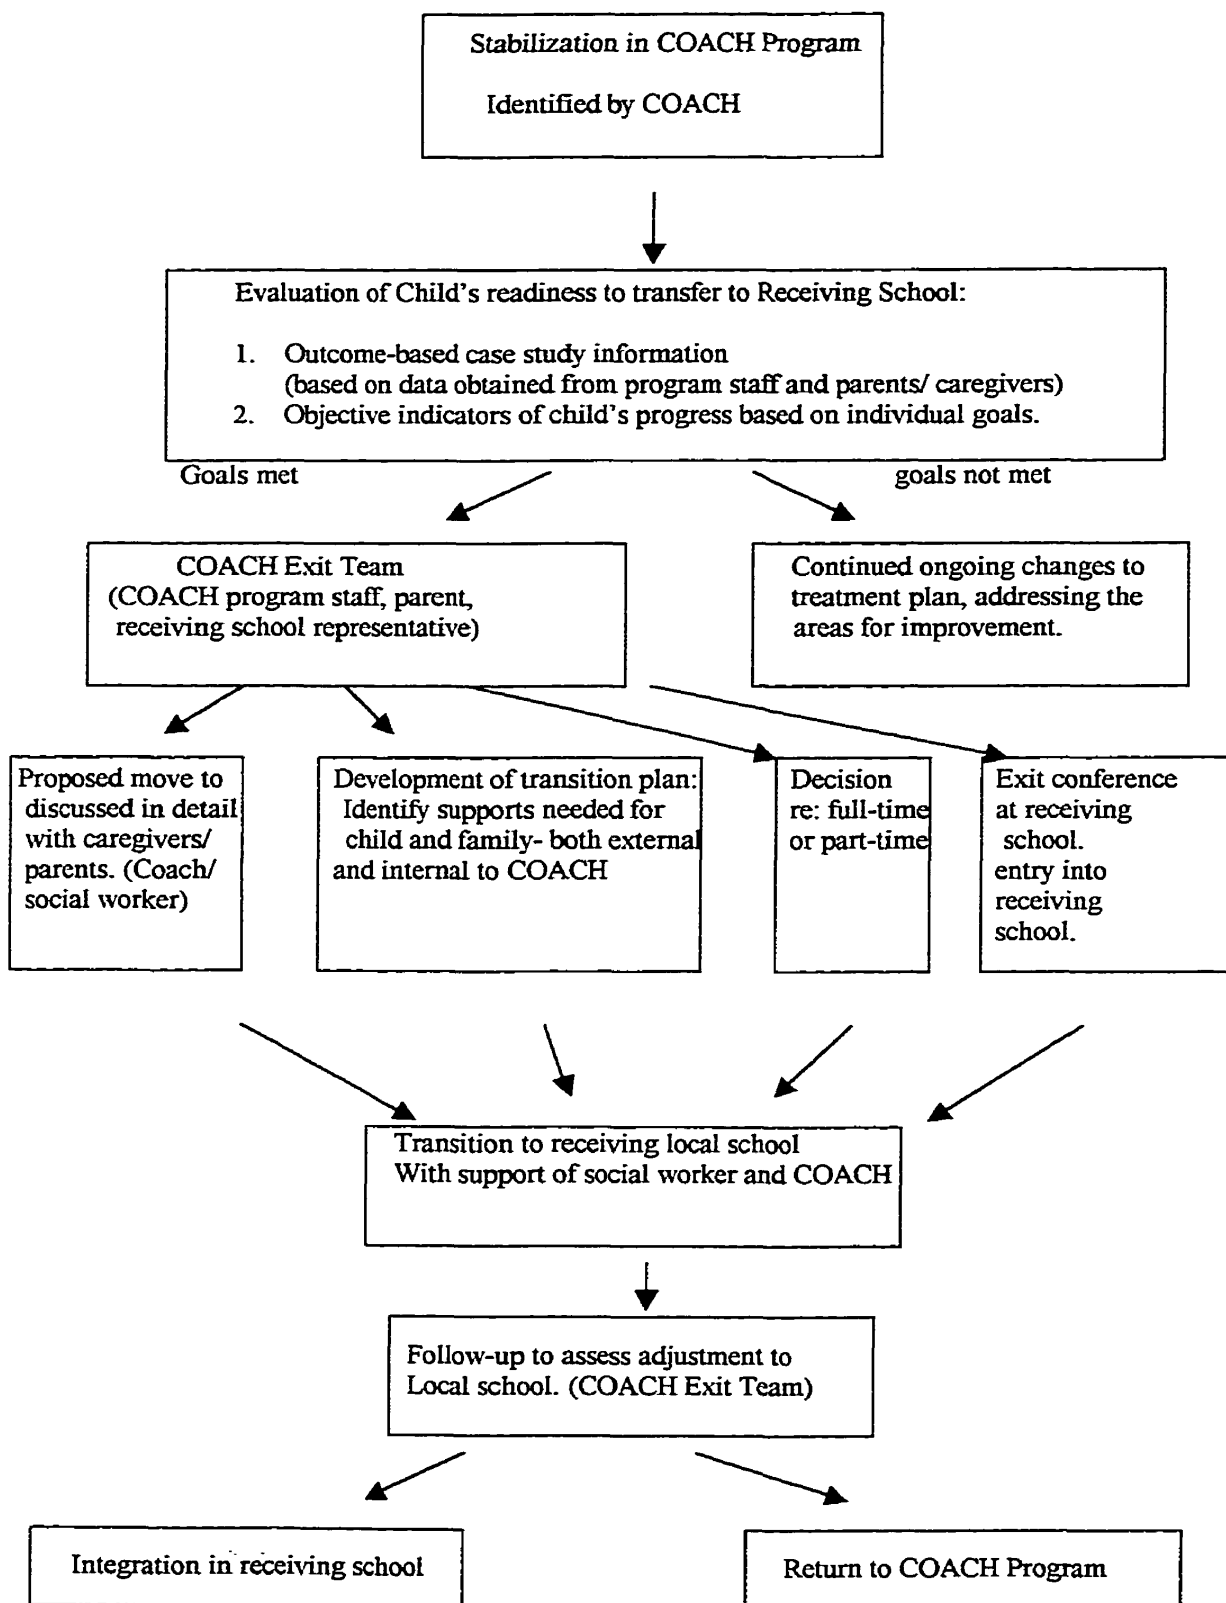 Stabilization in COACH Program
Identified by COACH
Evaluation of Child's readiness to transfer to Receiving School:
1. Outcome-based case study information
(based on data obtained from program staff and parents/ caregivers)
2. Objective indicators of child's progress based on individual goals.
Goals met
goals not met
COACH Exit Team
(COACH program staff, parent,
receiving school representative)
Continued ongoing changes to
treatment plan, addressing the
areas for improvement.
Proposed move to
discussed in detail
with caregivers/
parents. (Coach/
social worker)
Development of transition plan:
Identify supports needed for
child and family- both external
and internal to COACH
Decision
re: full-time
or part-time
Exit conference
at receiving
school.
entry into
receiving
school.
Transition to receiving local school
With support of social worker and COACH
Follow-up to assess adjustment to
Local school. (COACH Exit Team)
Integration in receiving school
Return to COACH Program